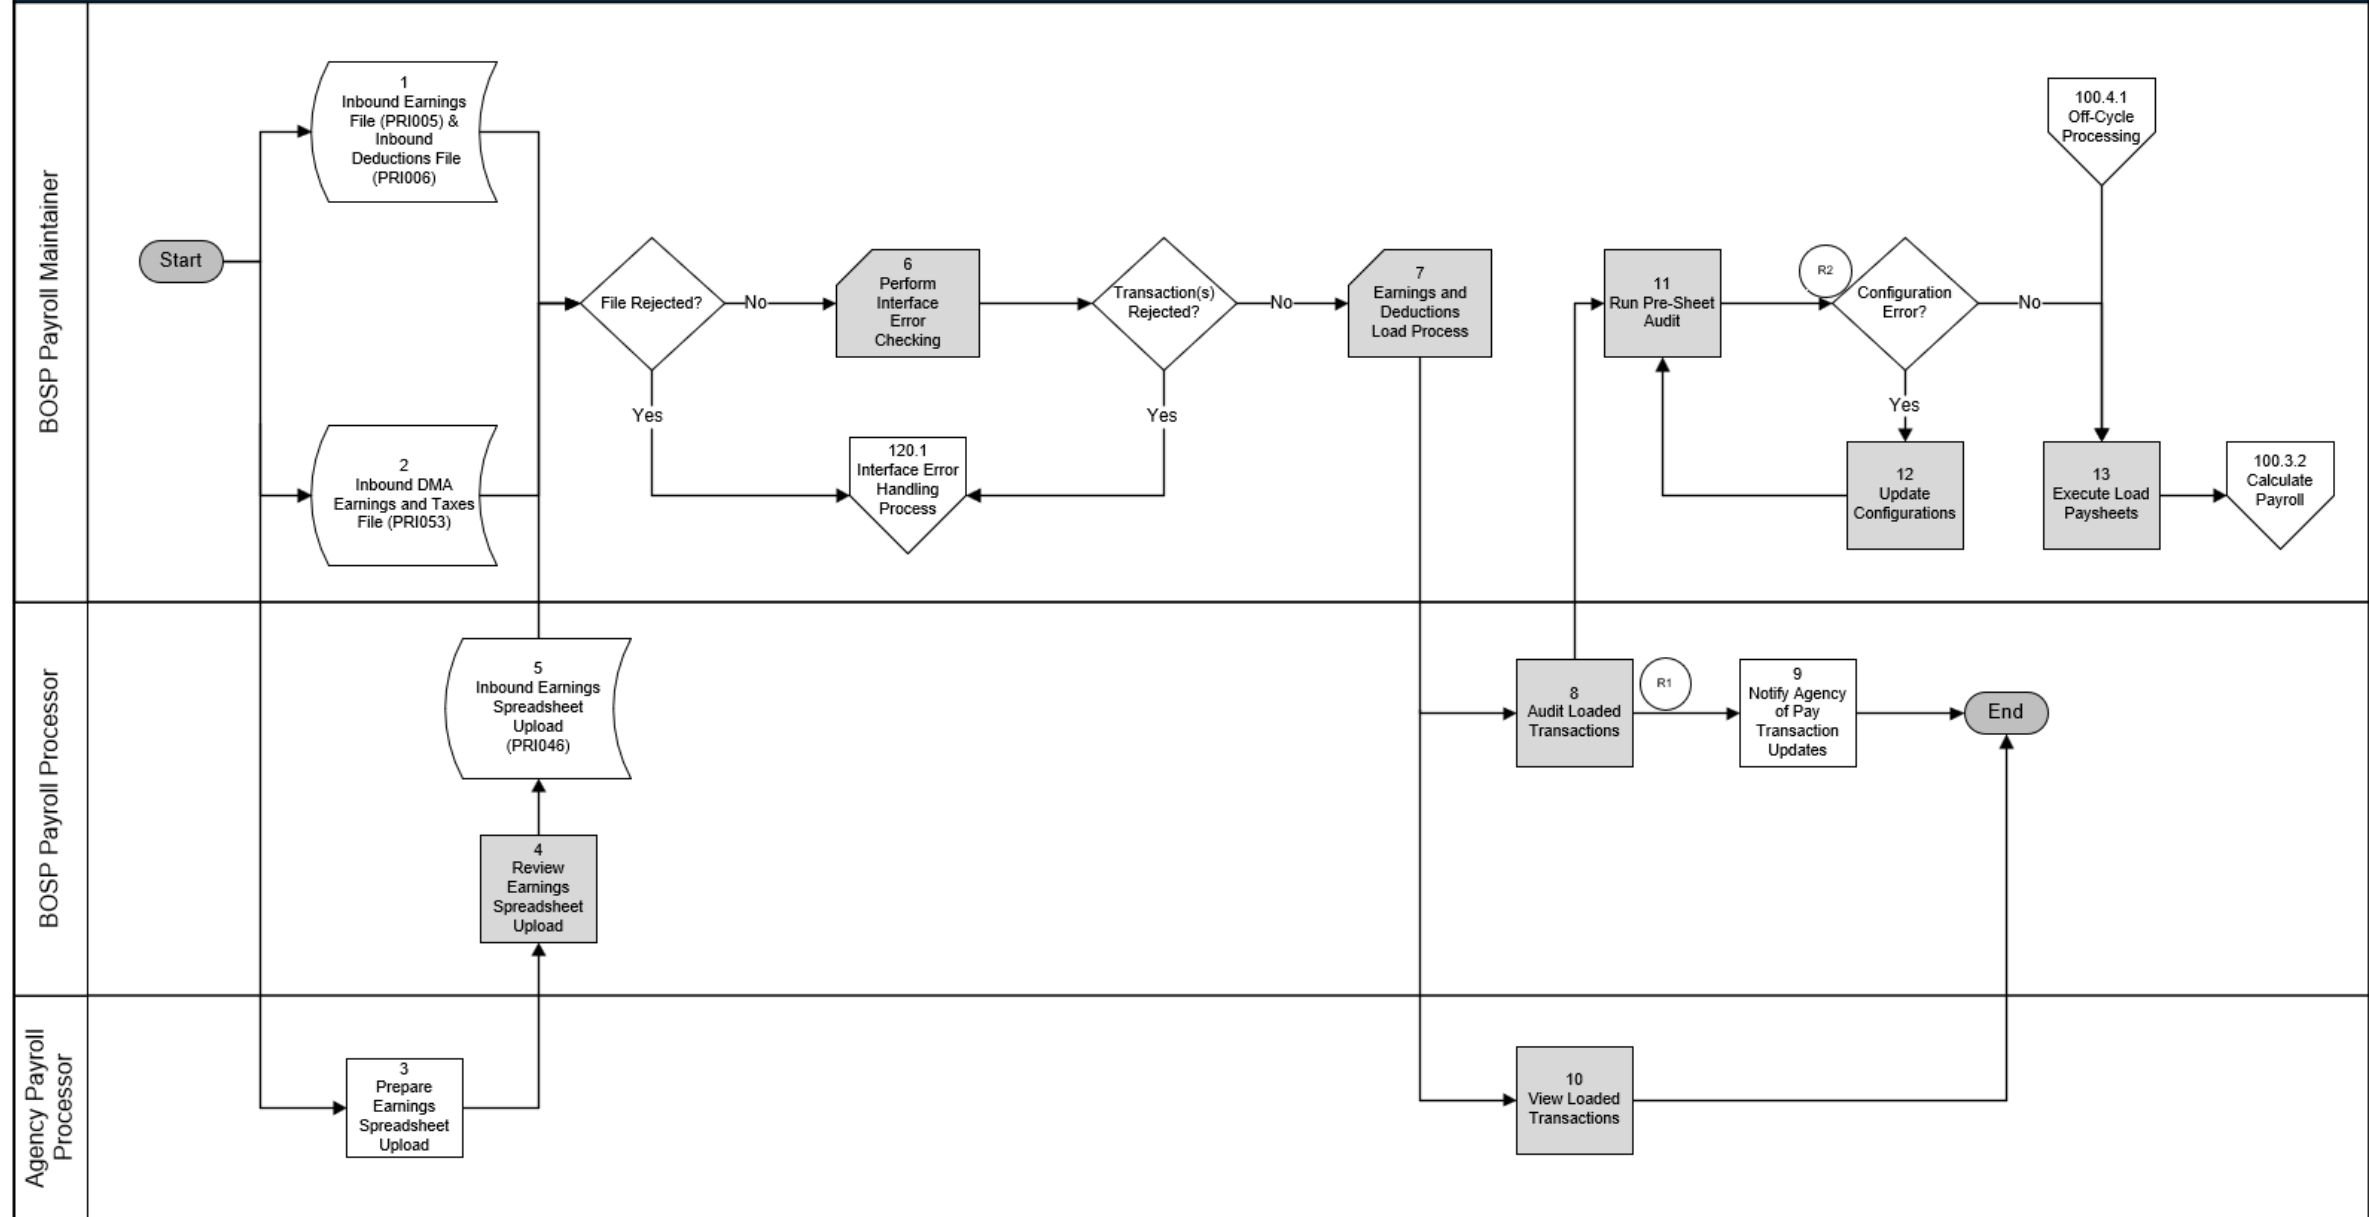 BOSP Payroll Maintainer
Start
1
Inbound Earnings
File (PRI005) &
Inbound
Deductions File
(PRI006)
2
Inbound DMA
Earnings and Taxes
File (PRI053)
File Rejected?
No
Yes
6
Perform
Interface
Error
Checking
120.1
Interface Error
Handling
Process
Transaction(s)
Rejected?
No
Yes
7
Earnings and
Deductions
Load Process
11
Run Pre-Sheet
Audit
R2
Configuration
Error?
No
Yes
12
Update
Configurations
100.4.1
Off-Cycle
Processing
13
Execute Load
Paysheets
100.3.2
Calculate
Payroll
BOSP Payroll Processor
5
Inbound Earnings
Spreadsheet
Upload
(PRI046)
4
Review
Earnings
Spreadsheet
Upload
8
Audit Loaded
Transactions
R1
9
Notify Agency
of Pay
Transaction
Updates
End
Agency Payroll
Processor
3
Prepare
Earnings
Spreadsheet
Upload
10
View Loaded
Transactions